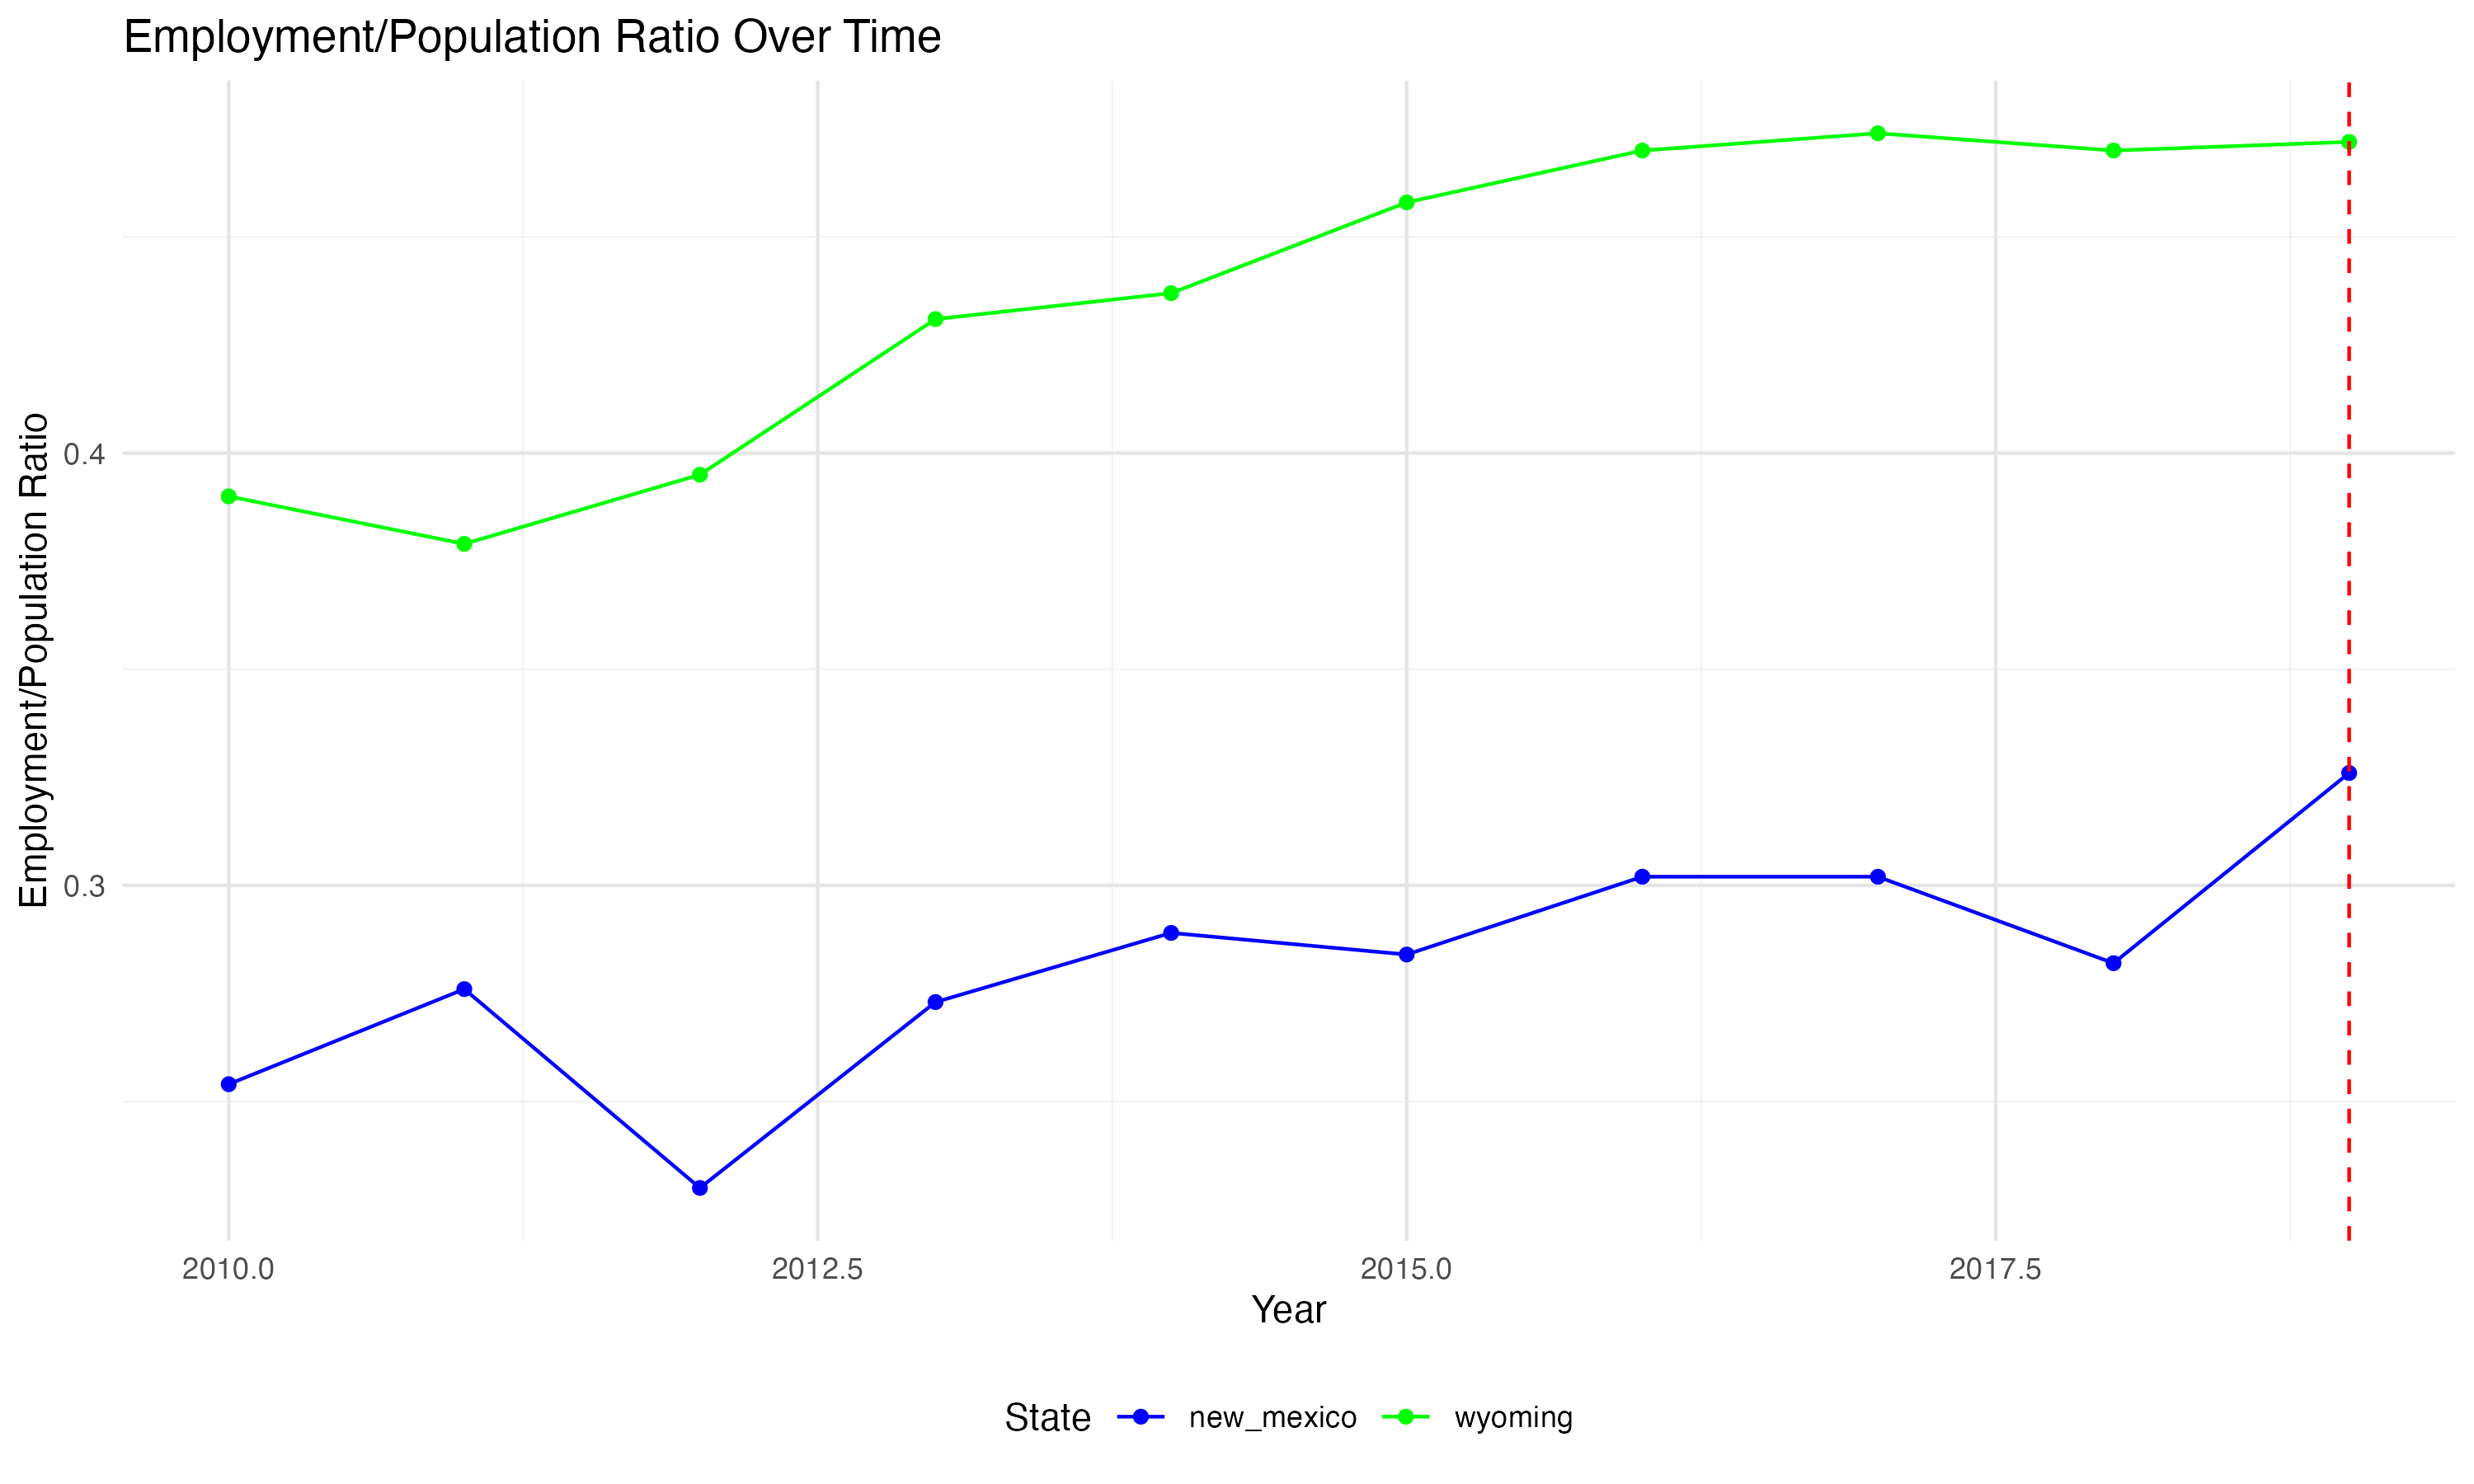 Employment/Population Ratio Over Time
Employment/Population Ratio
0.4
0.3
2010.0 2012.5 2015.0 2017.5
Year
State new_mexico wyoming